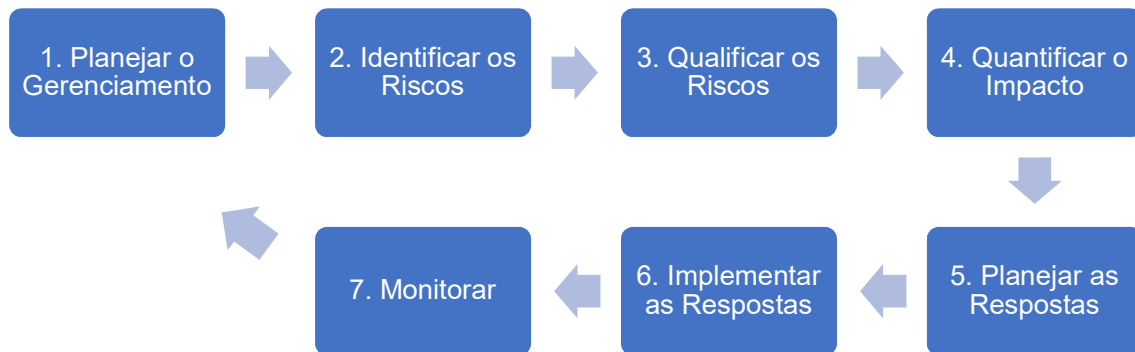 1. Planejar o
Gerenciamento
2. Identificar os
Riscos
3. Qualificar os
Riscos
4. Quantificar o
Impacto
5. Planejar as
Respostas
6. Implementar
as Respostas
7. Monitorar